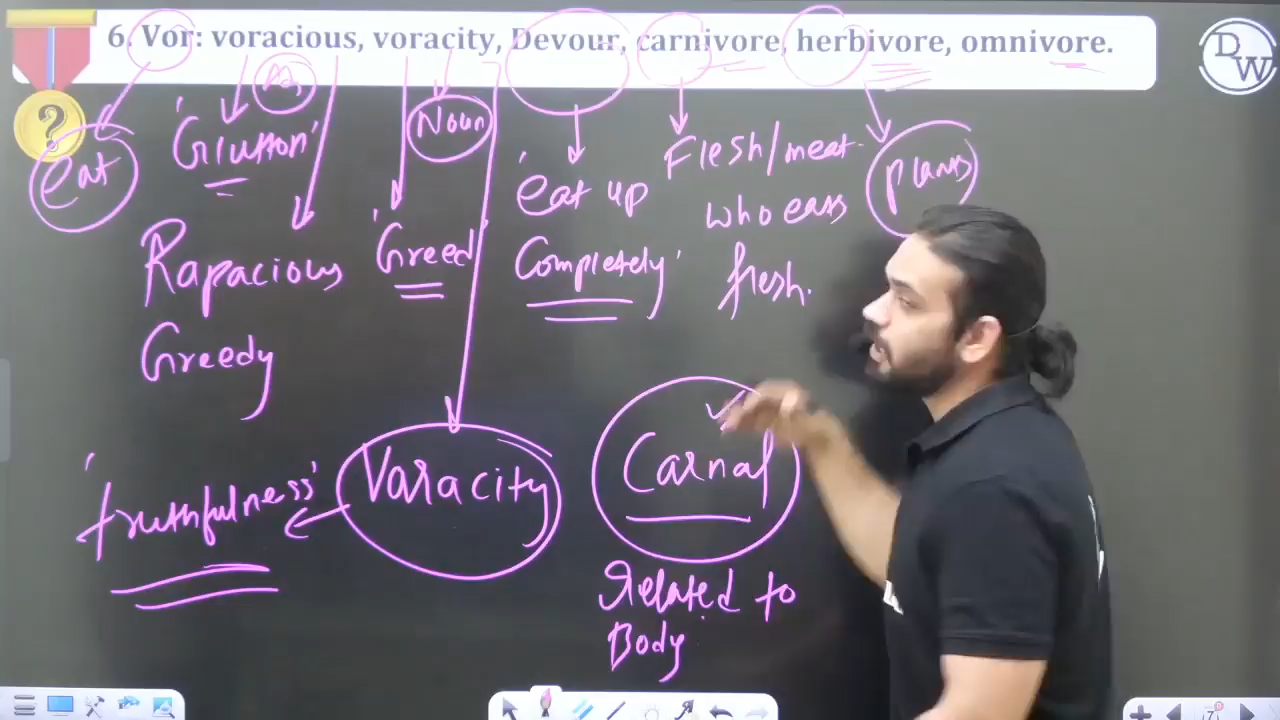 6. Vor: voracious, voracity, Devour, carnivore, herbivore, omnivore.
DW
?
eat
'Glutton'
Noun
'Greed'
Rapacious
Greedy
'eat up
Completely'
Flesh/meat
who eats
flesh.
plants
'truthfulness'
Varacity
Carnal
Related to
Body
7